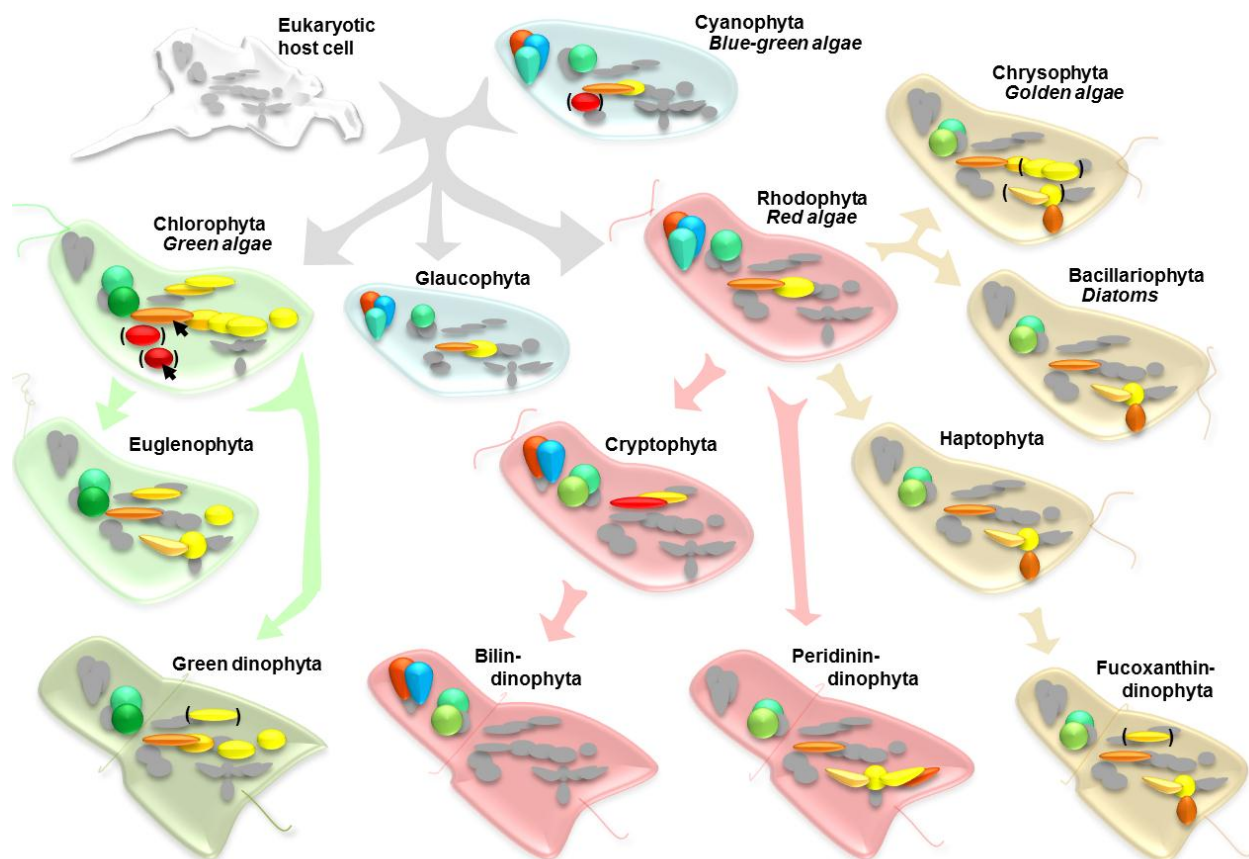 Eukaryotic
host cell
Cyanophyta
Blue-green algae
Chrysophyta
Golden algae
Chlorophyta
Green algae
Glaucophyta
Rhodophyta
Red algae
Bacillariophyta
Diatoms
Euglenophyta
Cryptophyta
Haptophyta
Green dinophyta
Bilin-
dinophyta
Peridinin-
dinophyta
Fucoxanthin-
dinophyta